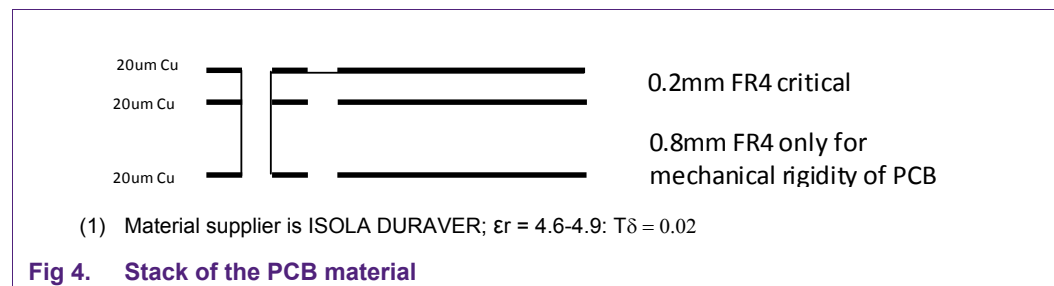 20um Cu
0.2mm FR4 critical
20um Cu
0.8mm FR4 only for
mechanical rigidity of PCB
20um Cu
(1) Material supplier is ISOLA DURAVER; εr = 4.6-4.9: Tδ = 0.02
Fig 4. Stack of the PCB material